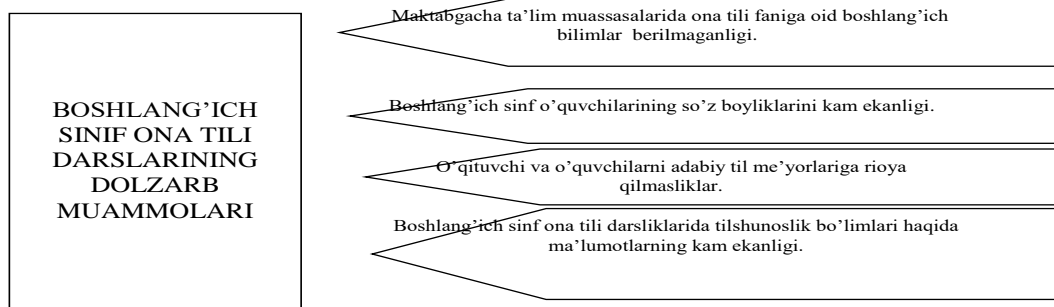 BOSHLANG’ICH
SINIF ONA TILI
DARSLARINING
DOLZARB
MUAMMOLARI
Maktabgacha ta’lim muassasalarida ona tili faniga oid boshlang’ich
bilimlar berilmaganligi.
Boshlang’ich sinf o’quvchilarining so’z boyliklarini kam ekanligi.
O’qituvchi va o’quvchilarni adabiy til me’yorlariga rioya
qilmasliklar.
Boshlang’ich sinf ona tili darsliklarida tilshunoslik bo’limlari haqida
ma’lumotlarning kam ekanligi.